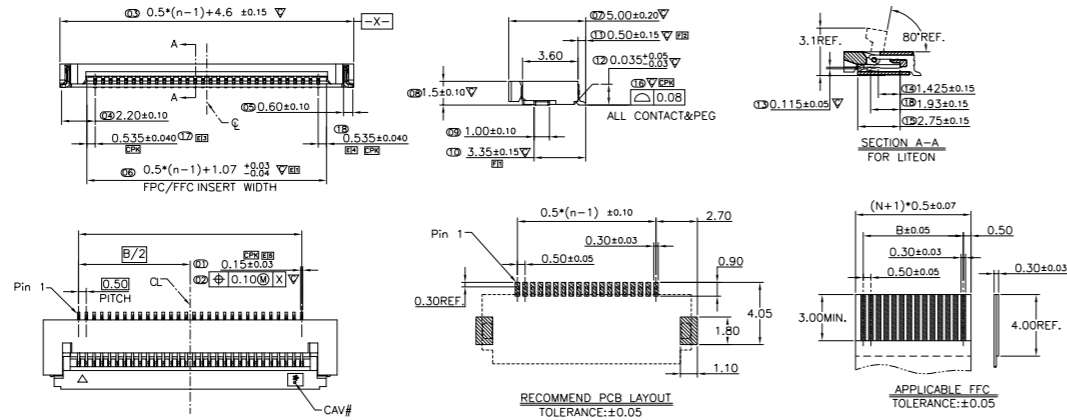 03 0.5*(n-1)+4.6 ±0.15 ▽
-X-
A
A
℄
04 2.20±0.10
05 0.60±0.10
0.535±0.040 17 E3
CPK
18
0.535±0.040
E4 CPK
06 0.5*(n-1)+1.07 +0.03 -0.04 ▽ E1
FPC/FFC INSERT WIDTH
07 5.00±0.20 ▽
11 0.50±0.15 ▽ E2
3.60
12 0.035+0.05 -0.03 ▽
16 ▽ CPK
⌓ 0.08
ALL CONTACT&PEG
08 1.5±0.10 ▽
09 1.00±0.10
10 3.35±0.15 ▽
F1
3.1REF.
80°REF.
13 0.115±0.05 ▽
14 1.425±0.15
18 1.93±0.15
15 2.75±0.15
SECTION A-A
FOR LITEON
B/2
CPK E5
01 0.15±0.03
02 ⌖ 0.10Ⓜ X ▽
0.50
PITCH
Pin 1
CL
CAV#
0.5*(n-1) ±0.10
2.70
Pin 1
0.30±0.03
0.50±0.05
0.90
0.30REF.
4.05
1.80
1.10
RECOMMEND PCB LAYOUT
TOLERANCE:±0.05
(N+1)*0.5±0.07
B±0.05
0.50
0.30±0.03
0.50±0.05
0.30±0.03
3.00MIN.
4.00REF.
APPLICABLE FFC
TOLERANCE:±0.05